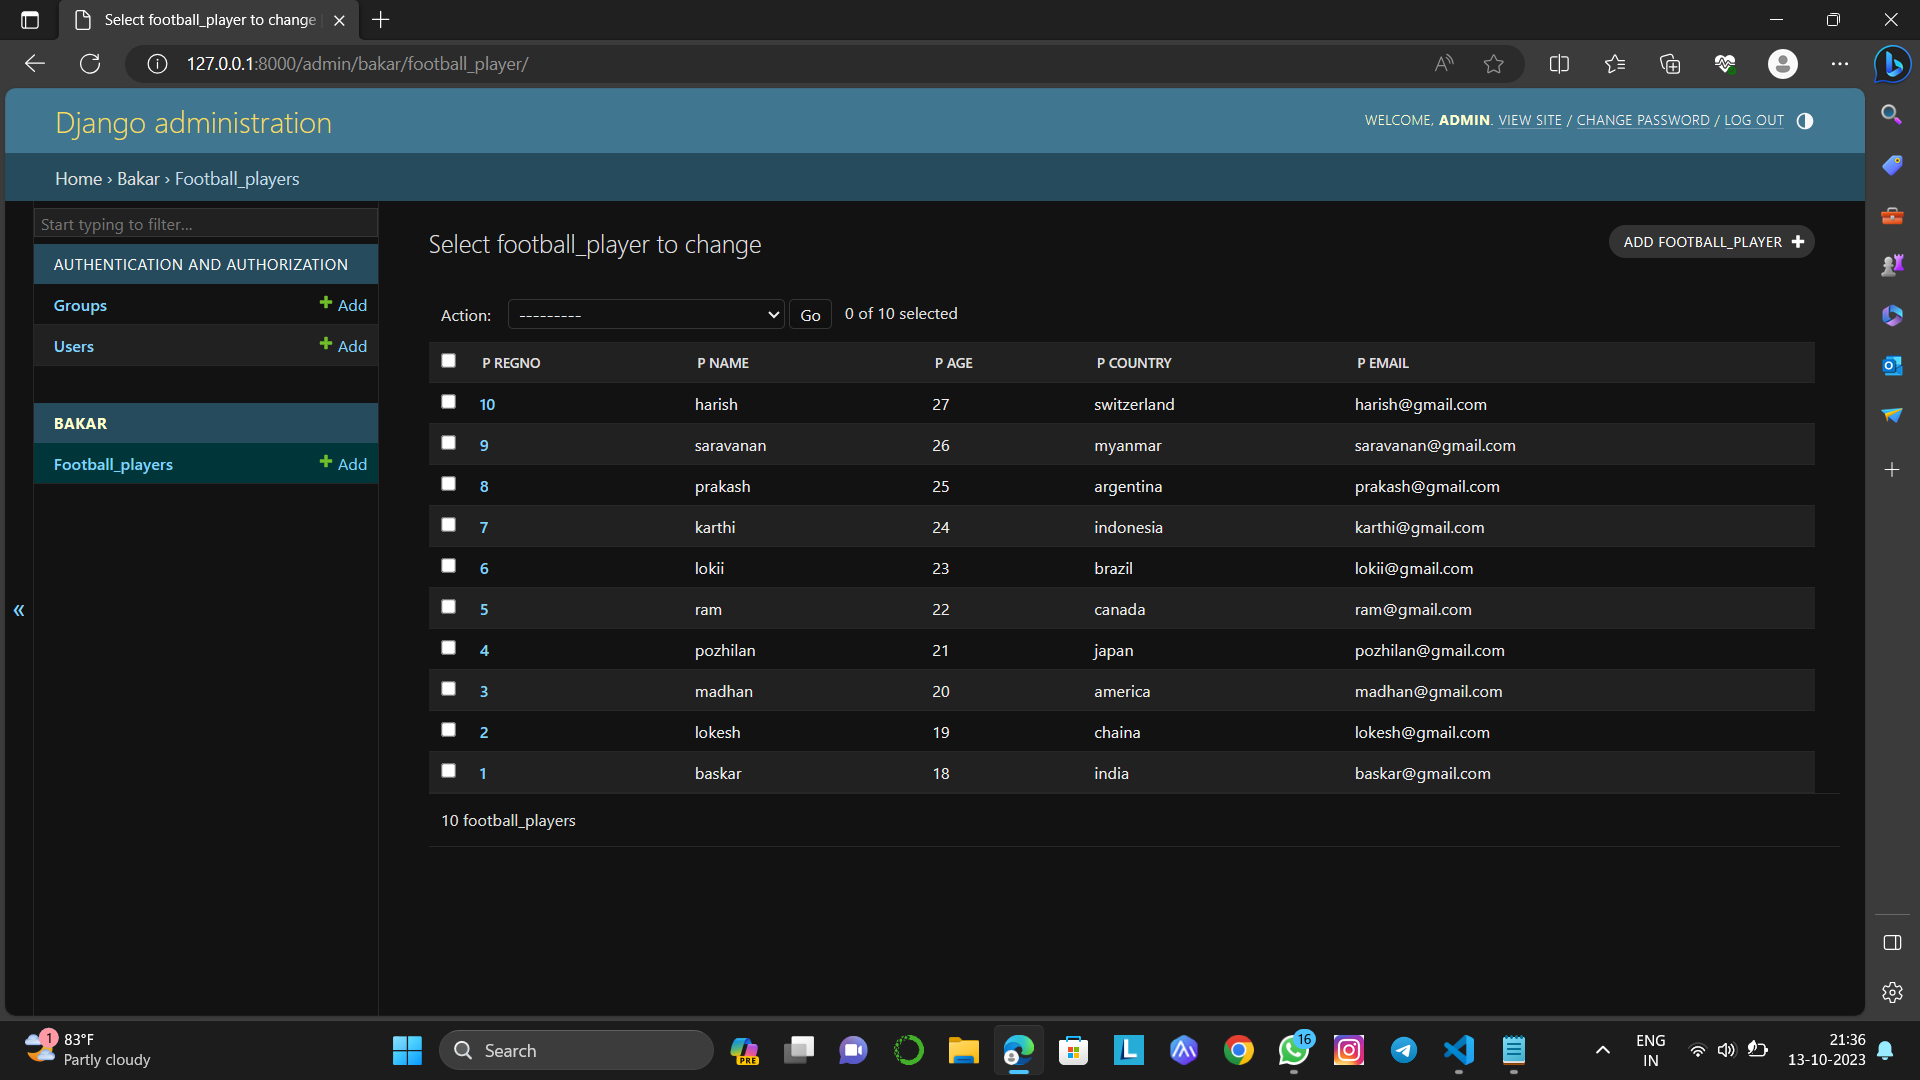 Select football_player to change
127.0.0.1:8000/admin/bakar/football_player/
Django administration
WELCOME, ADMIN. VIEW SITE / CHANGE PASSWORD / LOG OUT
Home › Bakar › Football_players
Start typing to filter...
AUTHENTICATION AND AUTHORIZATION
Groups + Add
Users + Add
BAKAR
Football_players + Add
«
Select football_player to change
ADD FOOTBALL_PLAYER +
Action: --------- Go 0 of 10 selected
P REGNO P NAME P AGE P COUNTRY P EMAIL
10 harish 27 switzerland harish@gmail.com
9 saravanan 26 myanmar saravanan@gmail.com
8 prakash 25 argentina prakash@gmail.com
7 karthi 24 indonesia karthi@gmail.com
6 lokii 23 brazil lokii@gmail.com
5 ram 22 canada ram@gmail.com
4 pozhilan 21 japan pozhilan@gmail.com
3 madhan 20 america madhan@gmail.com
2 lokesh 19 chaina lokesh@gmail.com
1 baskar 18 india baskar@gmail.com
10 football_players
1 83°F
Partly cloudy
Search
PRE
L
16
ENG
IN
21:36
13-10-2023